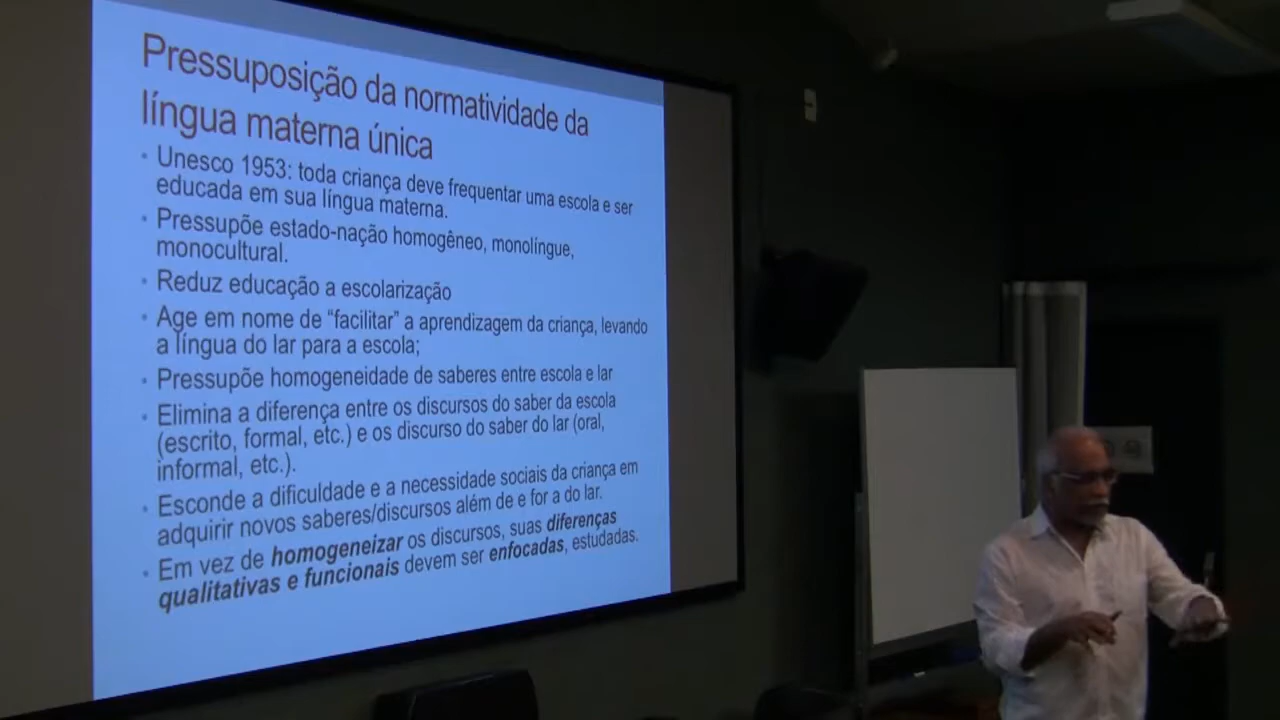 Pressuposição da normatividade da
língua materna única
• Unesco 1953: toda criança deve frequentar uma escola e ser
educada em sua língua materna.
• Pressupõe estado-nação homogêneo, monolíngue,
monocultural.
• Reduz educação a escolarização
• Age em nome de “facilitar” a aprendizagem da criança, levando
a língua do lar para a escola;
• Pressupõe homogeneidade de saberes entre escola e lar
• Elimina a diferença entre os discursos do saber da escola
(escrito, formal, etc.) e os discurso do saber do lar (oral,
informal, etc.).
• Esconde a dificuldade e a necessidade sociais da criança em
adquirir novos saberes/discursos além de e for a do lar.
• Em vez de homogeneizar os discursos, suas diferenças
qualitativas e funcionais devem ser enfocadas, estudadas.